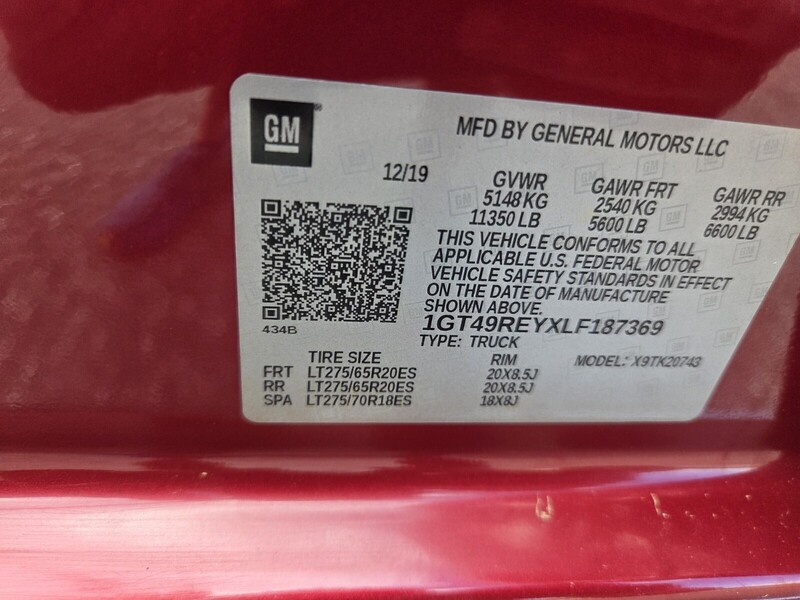 GM
MFD BY GENERAL MOTORS LLC
12/19
GVWR
5148 KG
11350 LB
GAWR FRT
2540 KG
5600 LB
GAWR RR
2994 KG
6600 LB
THIS VEHICLE CONFORMS TO ALL
APPLICABLE U.S. FEDERAL MOTOR
VEHICLE SAFETY STANDARDS IN EFFECT
ON THE DATE OF MANUFACTURE
SHOWN ABOVE.
434B
1GT49REYXLF187369
TYPE: TRUCK
MODEL: X9TK20743
TIRE SIZE RIM
FRT LT275/65R20ES 20X8.5J
RR LT275/65R20ES 20X8.5J
SPA LT275/70R18ES 18X8J